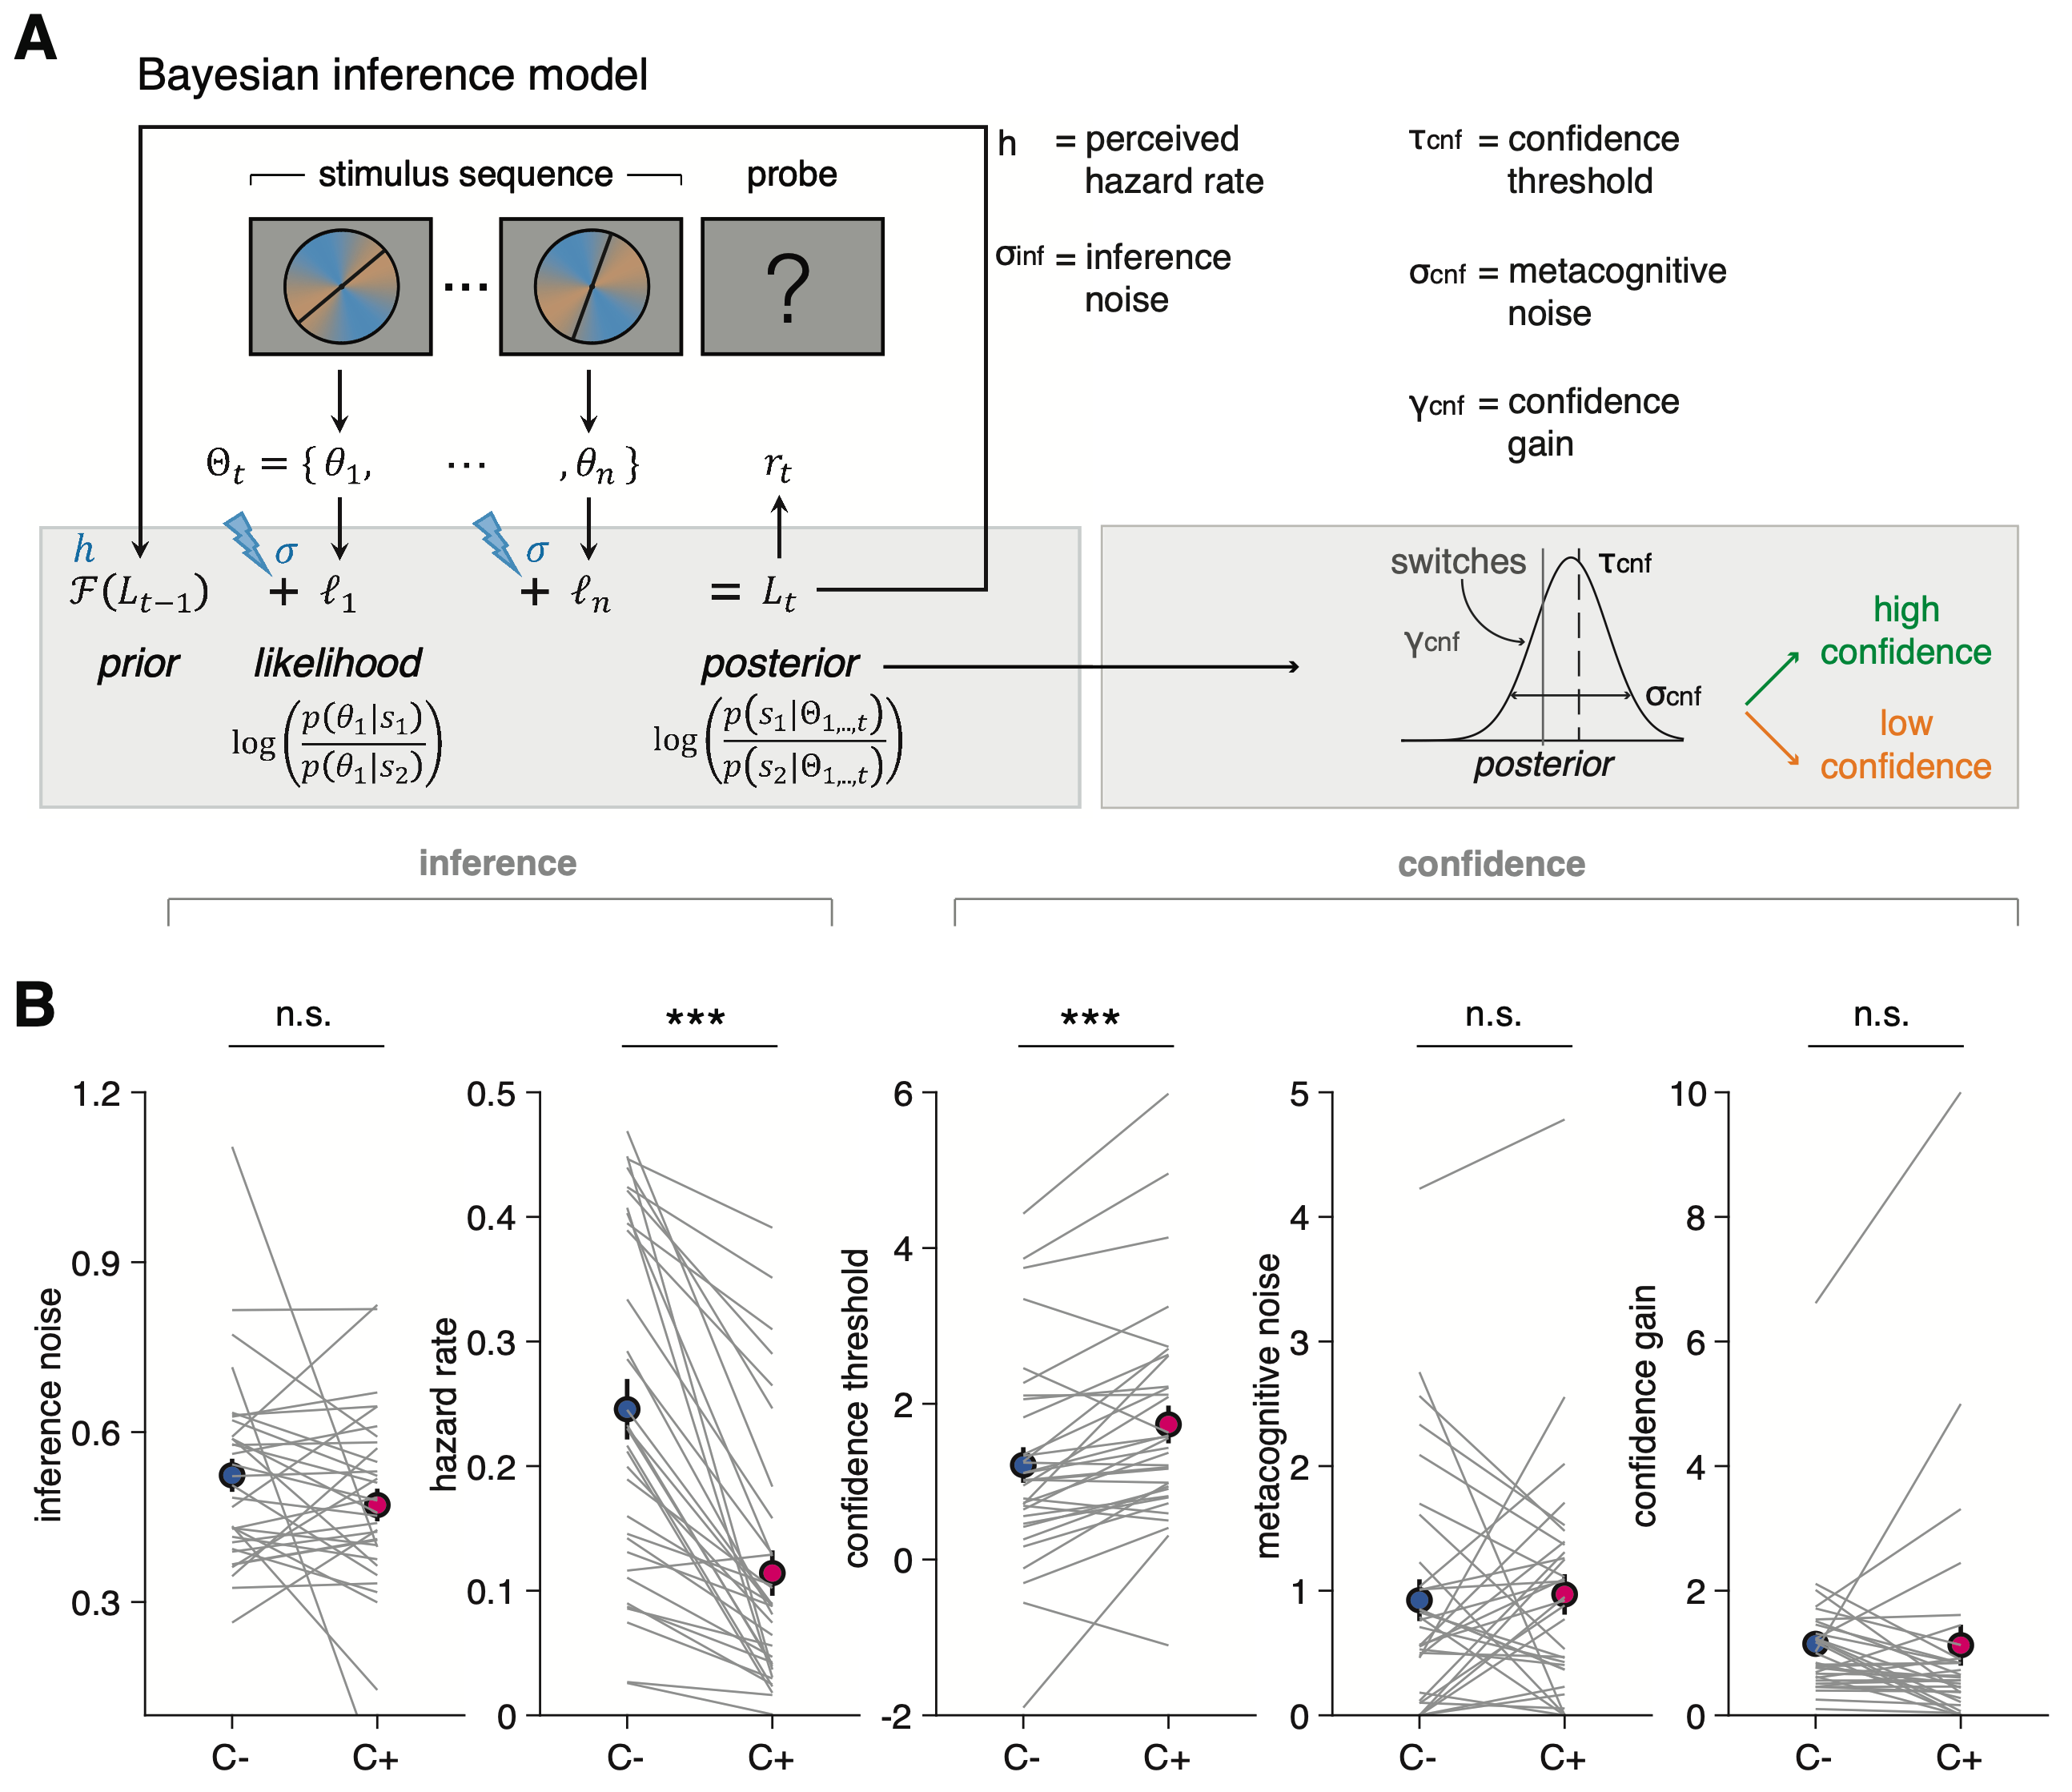 A
Bayesian inference model
stimulus sequence
probe
...
?
h = perceived
hazard rate
σinf = inference
noise
τcnf = confidence
threshold
σcnf = metacognitive
noise
γcnf = confidence
gain
Θt = { θ1, ⋯ , θn }
rt
h σ σ
ℱ(Lt−1) + ℓ1 + ℓn = Lt
prior likelihood posterior
log(p(θ1|s1)/p(θ1|s2))
log(p(s1|Θ1,..,t)/p(s2|Θ1,..,t))
switches
τcnf
γcnf
σcnf
posterior
high
confidence
low
confidence
inference
confidence
B
n.s.
***
***
n.s.
n.s.
inference noise
1.2
0.9
0.6
0.3
C- C+
hazard rate
0.5
0.4
0.3
0.2
0.1
0
C- C+
confidence threshold
6
4
2
0
-2
C- C+
metacognitive noise
5
4
3
2
1
0
C- C+
confidence gain
10
8
6
4
2
0
C- C+